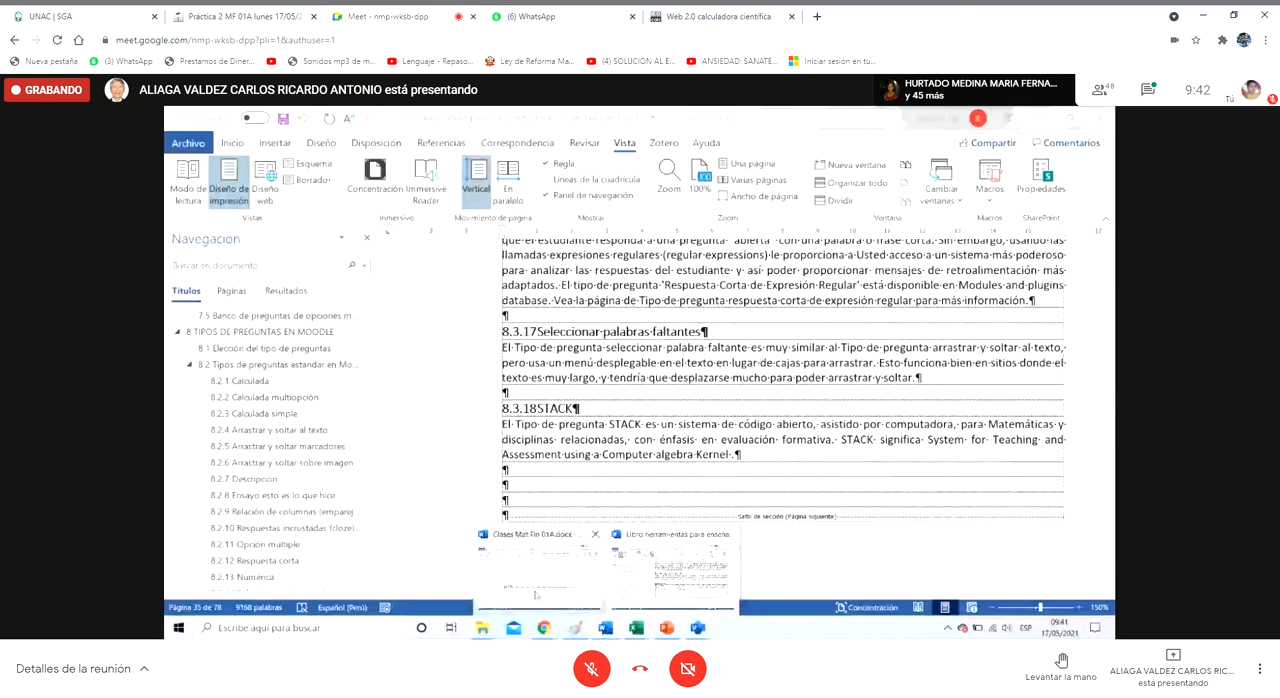 UNAC | SGA
Práctica 2 MF 01A lunes 17/05/2
Meet - nmp-wksb-dpp
(6) WhatsApp
Web 2.0 calculadora científica
meet.google.com/nmp-wksb-dpp?pli=1&authuser=1
Nueva pestaña
(3) WhatsApp
Prestamos de Diner...
Sonidos mp3 de m...
Lenguaje - Repaso...
Ley de Reforma Ma...
(4) SOLUCION AL E...
ANSIEDAD: SANATE...
Iniciar sesión en tu...
GRABANDO
ALIAGA VALDEZ CARLOS RICARDO ANTONIO está presentando
HURTADO MEDINA MARIA FERNA...
y 45 más
48
9:42
Tú
Archivo Inicio Insertar Diseño Disposición Referencias Correspondencia Revisar Vista Zotero Ayuda
Compartir
Comentarios
Modo de lectura
Diseño de impresión
Diseño web
Esquema
Borrador
Concentración
Immersive Reader
Vertical
En paralelo
Regla
Líneas de la cuadrícula
Panel de navegación
Zoom
100%
Una página
Varias páginas
Ancho de página
Nueva ventana
Organizar todo
Dividir
Cambiar ventanas
Macros
Propiedades
Vistas
Inmersivo
Movimiento de página
Mostrar
Zoom
Ventana
Macros
SharePoint
Navegación
Buscar en documento
Títulos Páginas Resultados
7.5 Banco de preguntas de opciones m...
8 TIPOS DE PREGUNTAS EN MOODLE
8.1 Elección del tipo de preguntas
8.2 Tipos de preguntas estándar en Mo...
8.2.1 Calculada
8.2.2 Calculada multiopción
8.2.3 Calculada simple
8.2.4 Arrastrar y soltar al texto
8.2.5 Arrastrar y soltar marcadores
8.2.6 Arrastrar y soltar sobre imagen
8.2.7 Descripción
8.2.8 Ensayo esto es lo que hice
8.2.9 Relación de columnas (emparej
8.2.10 Respuestas incrustadas (cloze)...
8.2.11 Opción múltiple
8.2.12 Respuesta corta
8.2.13 Numérica
que el estudiante responda a una pregunta 'abierta' con una palabra o frase corta. Sin embargo, usando las
llamadas expresiones regulares (regular expressions) le proporciona a Usted acceso a un sistema más poderoso
para analizar las respuestas del estudiante y así poder proporcionar mensajes de retroalimentación más
adaptados. El tipo de pregunta 'Respuesta Corta de Expresión Regular' está disponible en Modules and plugins
database. Vea la página de Tipo de pregunta respuesta corta de expresión regular para más información.¶
¶
8.3.17Seleccionar palabras faltantes¶
El Tipo de pregunta seleccionar palabra faltante es muy similar al Tipo de pregunta arrastrar y soltar al texto,
pero usa un menú desplegable en el texto en lugar de cajas para arrastrar. Esto funciona bien en sitios donde el
texto es muy largo, y tendría que desplazarse mucho para poder arrastrar y soltar.¶
¶
8.3.18STACK¶
El Tipo de pregunta STACK es un sistema de código abierto, asistido por computadora, para Matemáticas y
disciplinas relacionadas, con énfasis en evaluación formativa. STACK significa System for Teaching and
Assessment using a Computer algebra Kernel .¶
¶
¶
¶
¶
Salto de sección (Página siguiente)
Clases Mat Fin 01A.docx - ...
Libro herramientas para enseña...
Página 35 de 78
9168 palabras
Español (Perú)
Concentración
150%
Escribe aquí para buscar
ESP
09:41
17/05/2021
Detalles de la reunión
Levantar la mano
ALIAGA VALDEZ CARLOS RIC...
está presentando